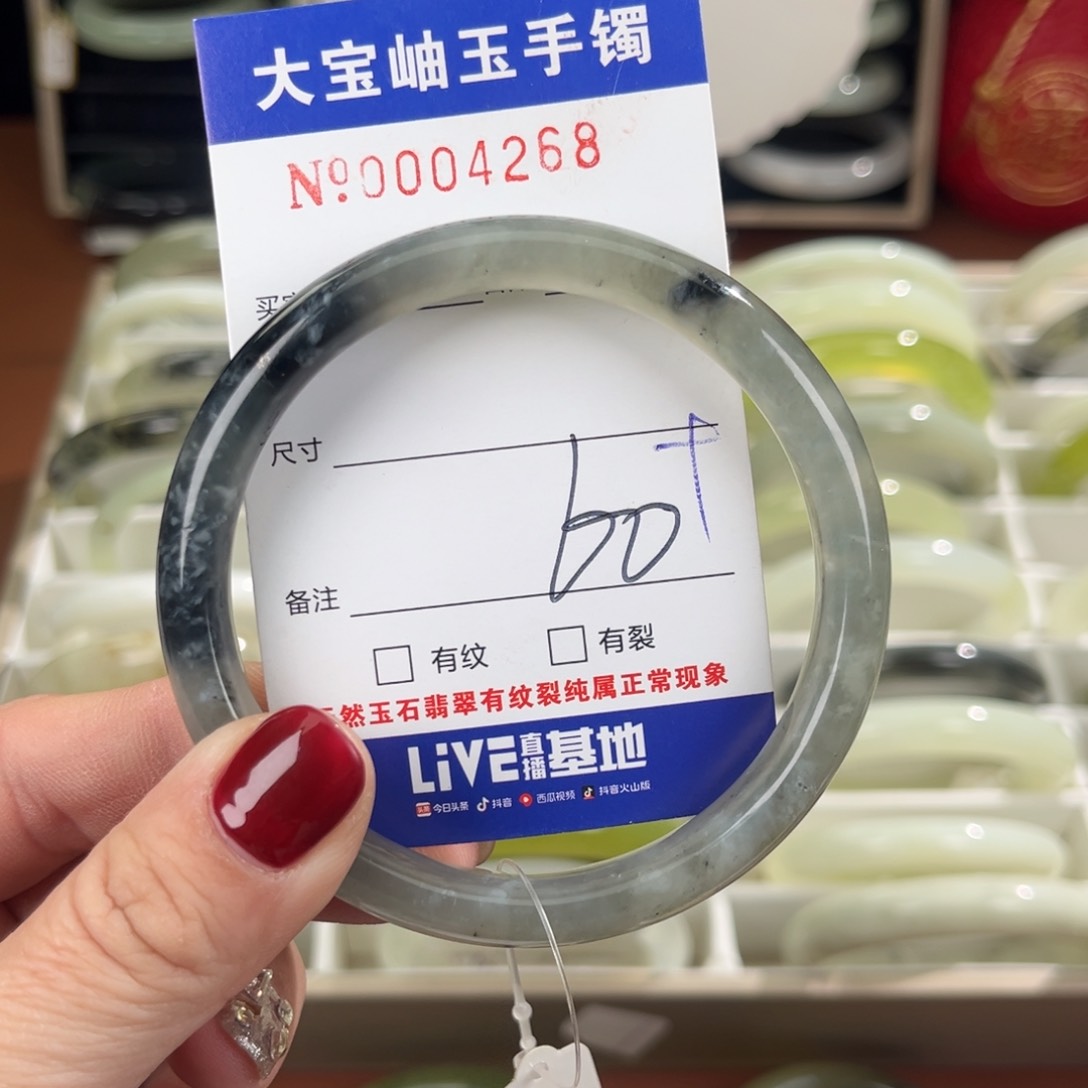 大宝岫玉手镯
№0004268
尺寸
60↑
备注
□ 有纹 □ 有裂
然玉石翡翠有纹裂纯属正常现象
LiVE直播基地
头条 今日头条 抖音 西瓜视频 抖音火山版